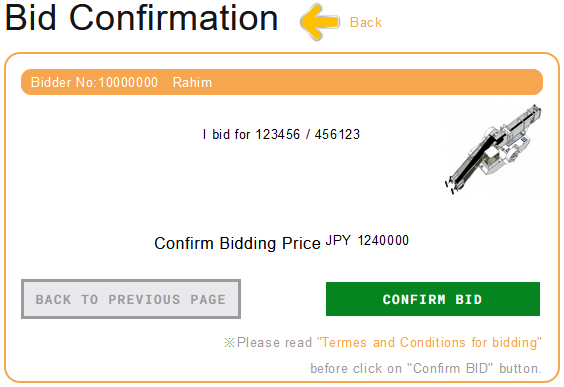 Bid Confirmation Back
Bidder No:10000000 Rahim
I bid for 123456 / 456123
Confirm Bidding Price JPY 1240000
BACK TO PREVIOUS PAGE CONFIRM BID
※Please read "Termes and Conditions for bidding"
before click on "Confirm BID" button.